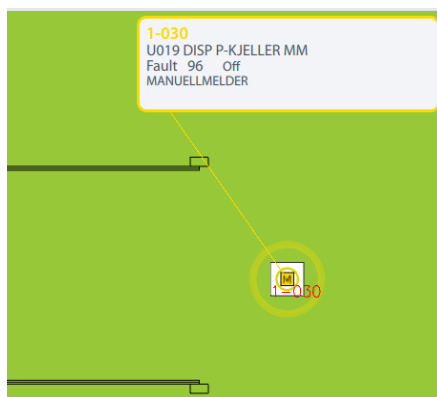 1-030
U019 DISP P-KJELLER MM
Fault 96 Off
MANUELLMELDER
M
1-030